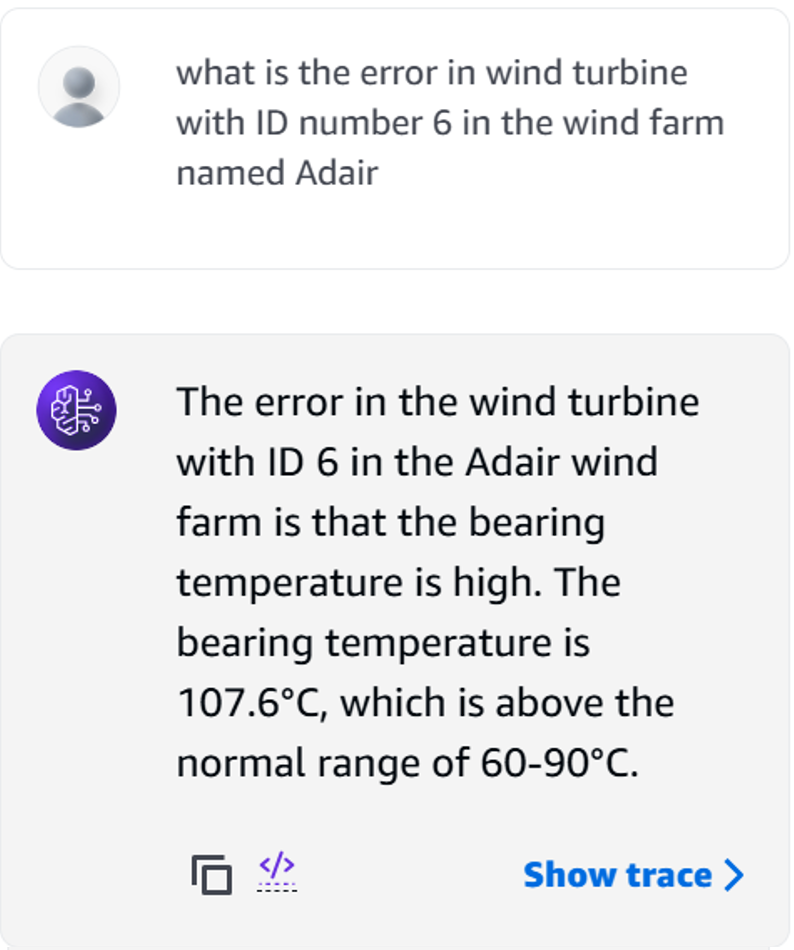 what is the error in wind turbine
with ID number 6 in the wind farm
named Adair
The error in the wind turbine
with ID 6 in the Adair wind
farm is that the bearing
temperature is high. The
bearing temperature is
107.6°C, which is above the
normal range of 60-90°C.
</>
Show trace